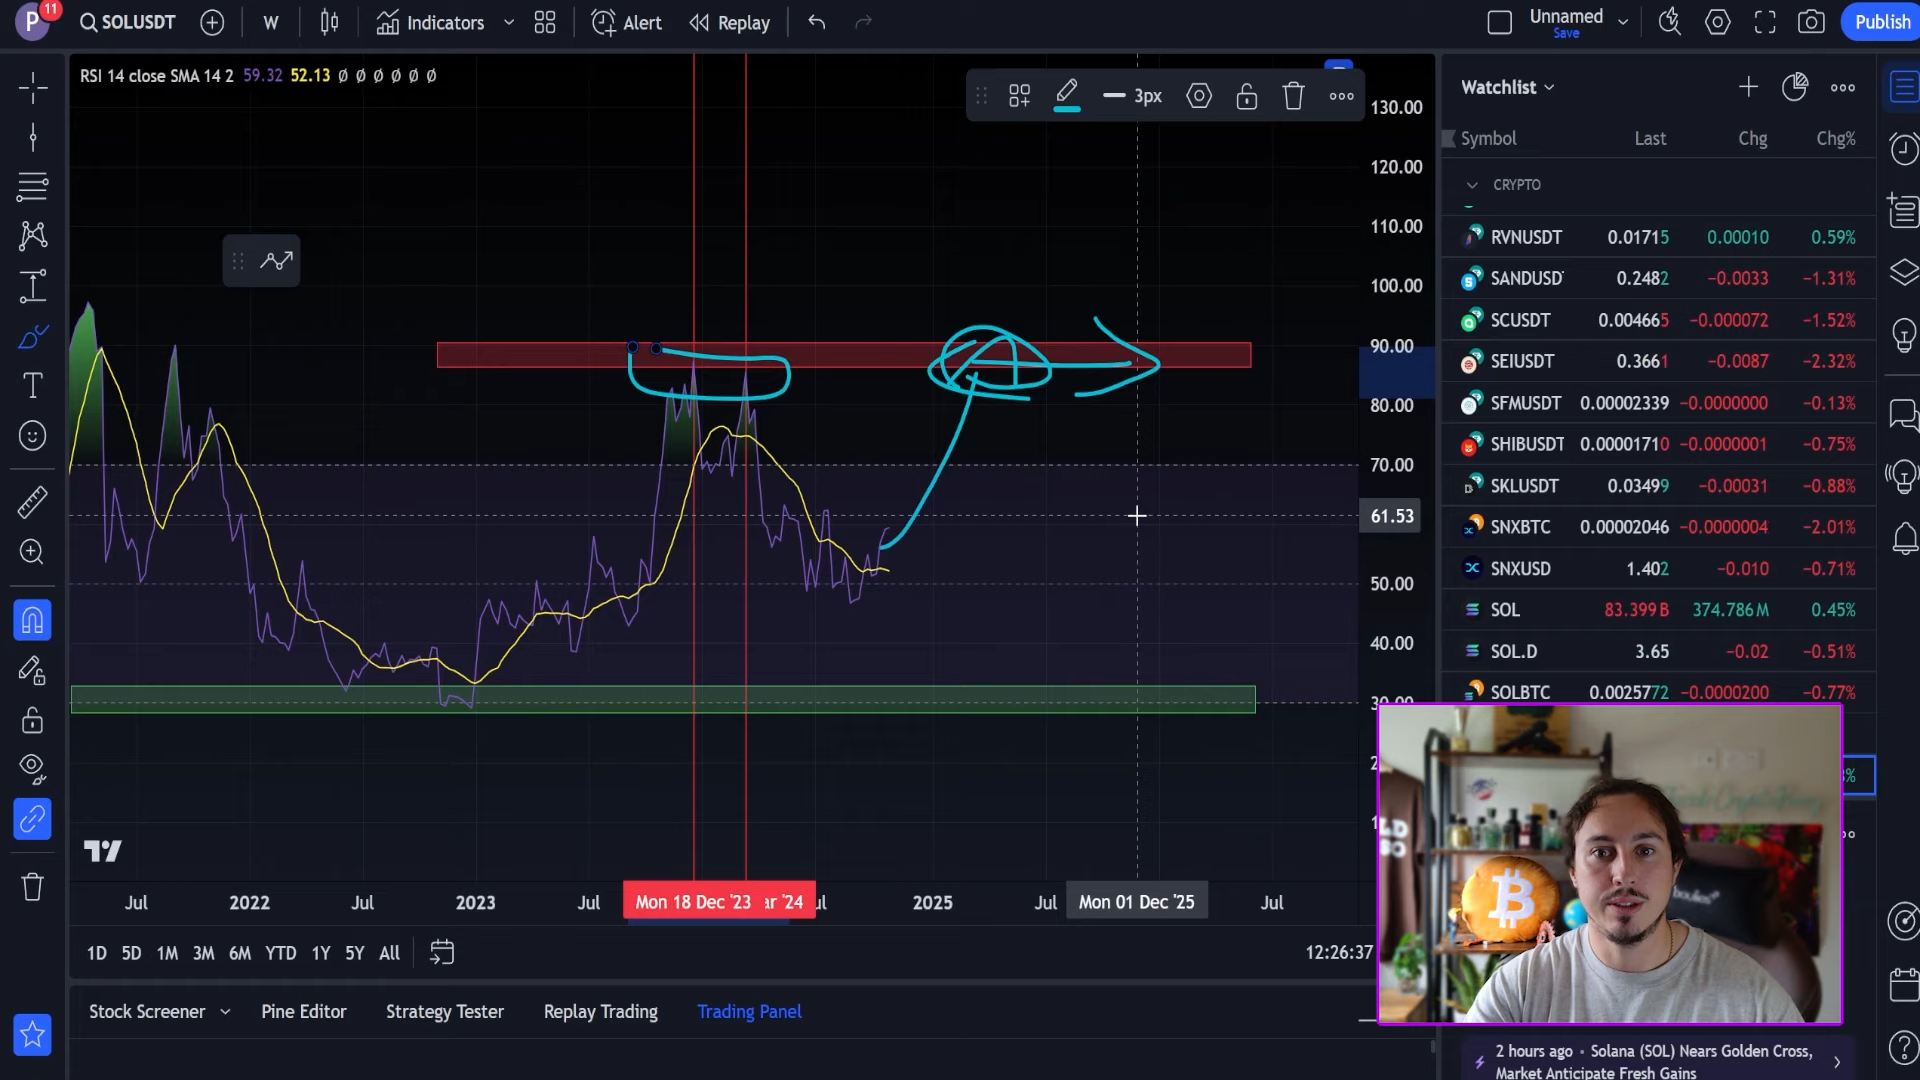 P 11 SOLUSDT W Indicators Alert Replay Unnamed Save Publish
RSI 14 close SMA 14 2 59.32 52.13 ø ø ø ø ø ø
3px
130.00
120.00
110.00
100.00
90.00
80.00
70.00
61.53
50.00
40.00
Jul 2022 Jul 2023 Jul Mon 18 Dec '23 ar '24 ul 2025 Jul Mon 01 Dec '25 Jul
1D 5D 1M 3M 6M YTD 1Y 5Y All 12:26:37
Stock Screener Pine Editor Strategy Tester Replay Trading Trading Panel
Watchlist
Symbol Last Chg Chg%
CRYPTO
RVNUSDT 0.01715 0.00010 0.59%
SANDUSD 0.2482 −0.0033 −1.31%
SCUSDT 0.004665 −0.000072 −1.52%
SEIUSDT 0.3661 −0.0087 −2.32%
SFMUSDT 0.00002339 −0.0000000 −0.13%
SHIBUSDT 0.00001710 −0.0000001 −0.75%
SKLUSDT 0.03499 −0.00031 −0.88%
SNXBTC 0.00002046 −0.0000004 −2.01%
SNXUSD 1.402 −0.010 −0.71%
SOL 83.399B 374.786M 0.45%
SOL.D 3.65 −0.02 −0.51%
SOLBTC 0.0025772 −0.0000200 −0.77%
2 hours ago • Solana (SOL) Nears Golden Cross,
Market Anticipate Fresh Gains